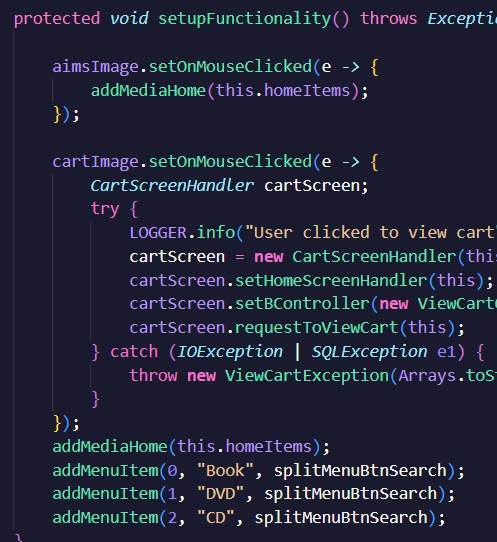 protected void setupFunctionality() throws Excepti
aimsImage.setOnMouseClicked(e -> {
addMediaHome(this.homeItems);
});
cartImage.setOnMouseClicked(e -> {
CartScreenHandler cartScreen;
try {
LOGGER.info("User clicked to view cart"
cartScreen = new CartScreenHandler(this
cartScreen.setHomeScreenHandler(this);
cartScreen.setBController(new ViewCart
cartScreen.requestToViewCart(this);
} catch (IOException | SQLException e1) {
throw new ViewCartException(Arrays.toSt
}
});
addMediaHome(this.homeItems);
addMenuItem(0, "Book", splitMenuBtnSearch);
addMenuItem(1, "DVD", splitMenuBtnSearch);
addMenuItem(2, "CD", splitMenuBtnSearch);
}